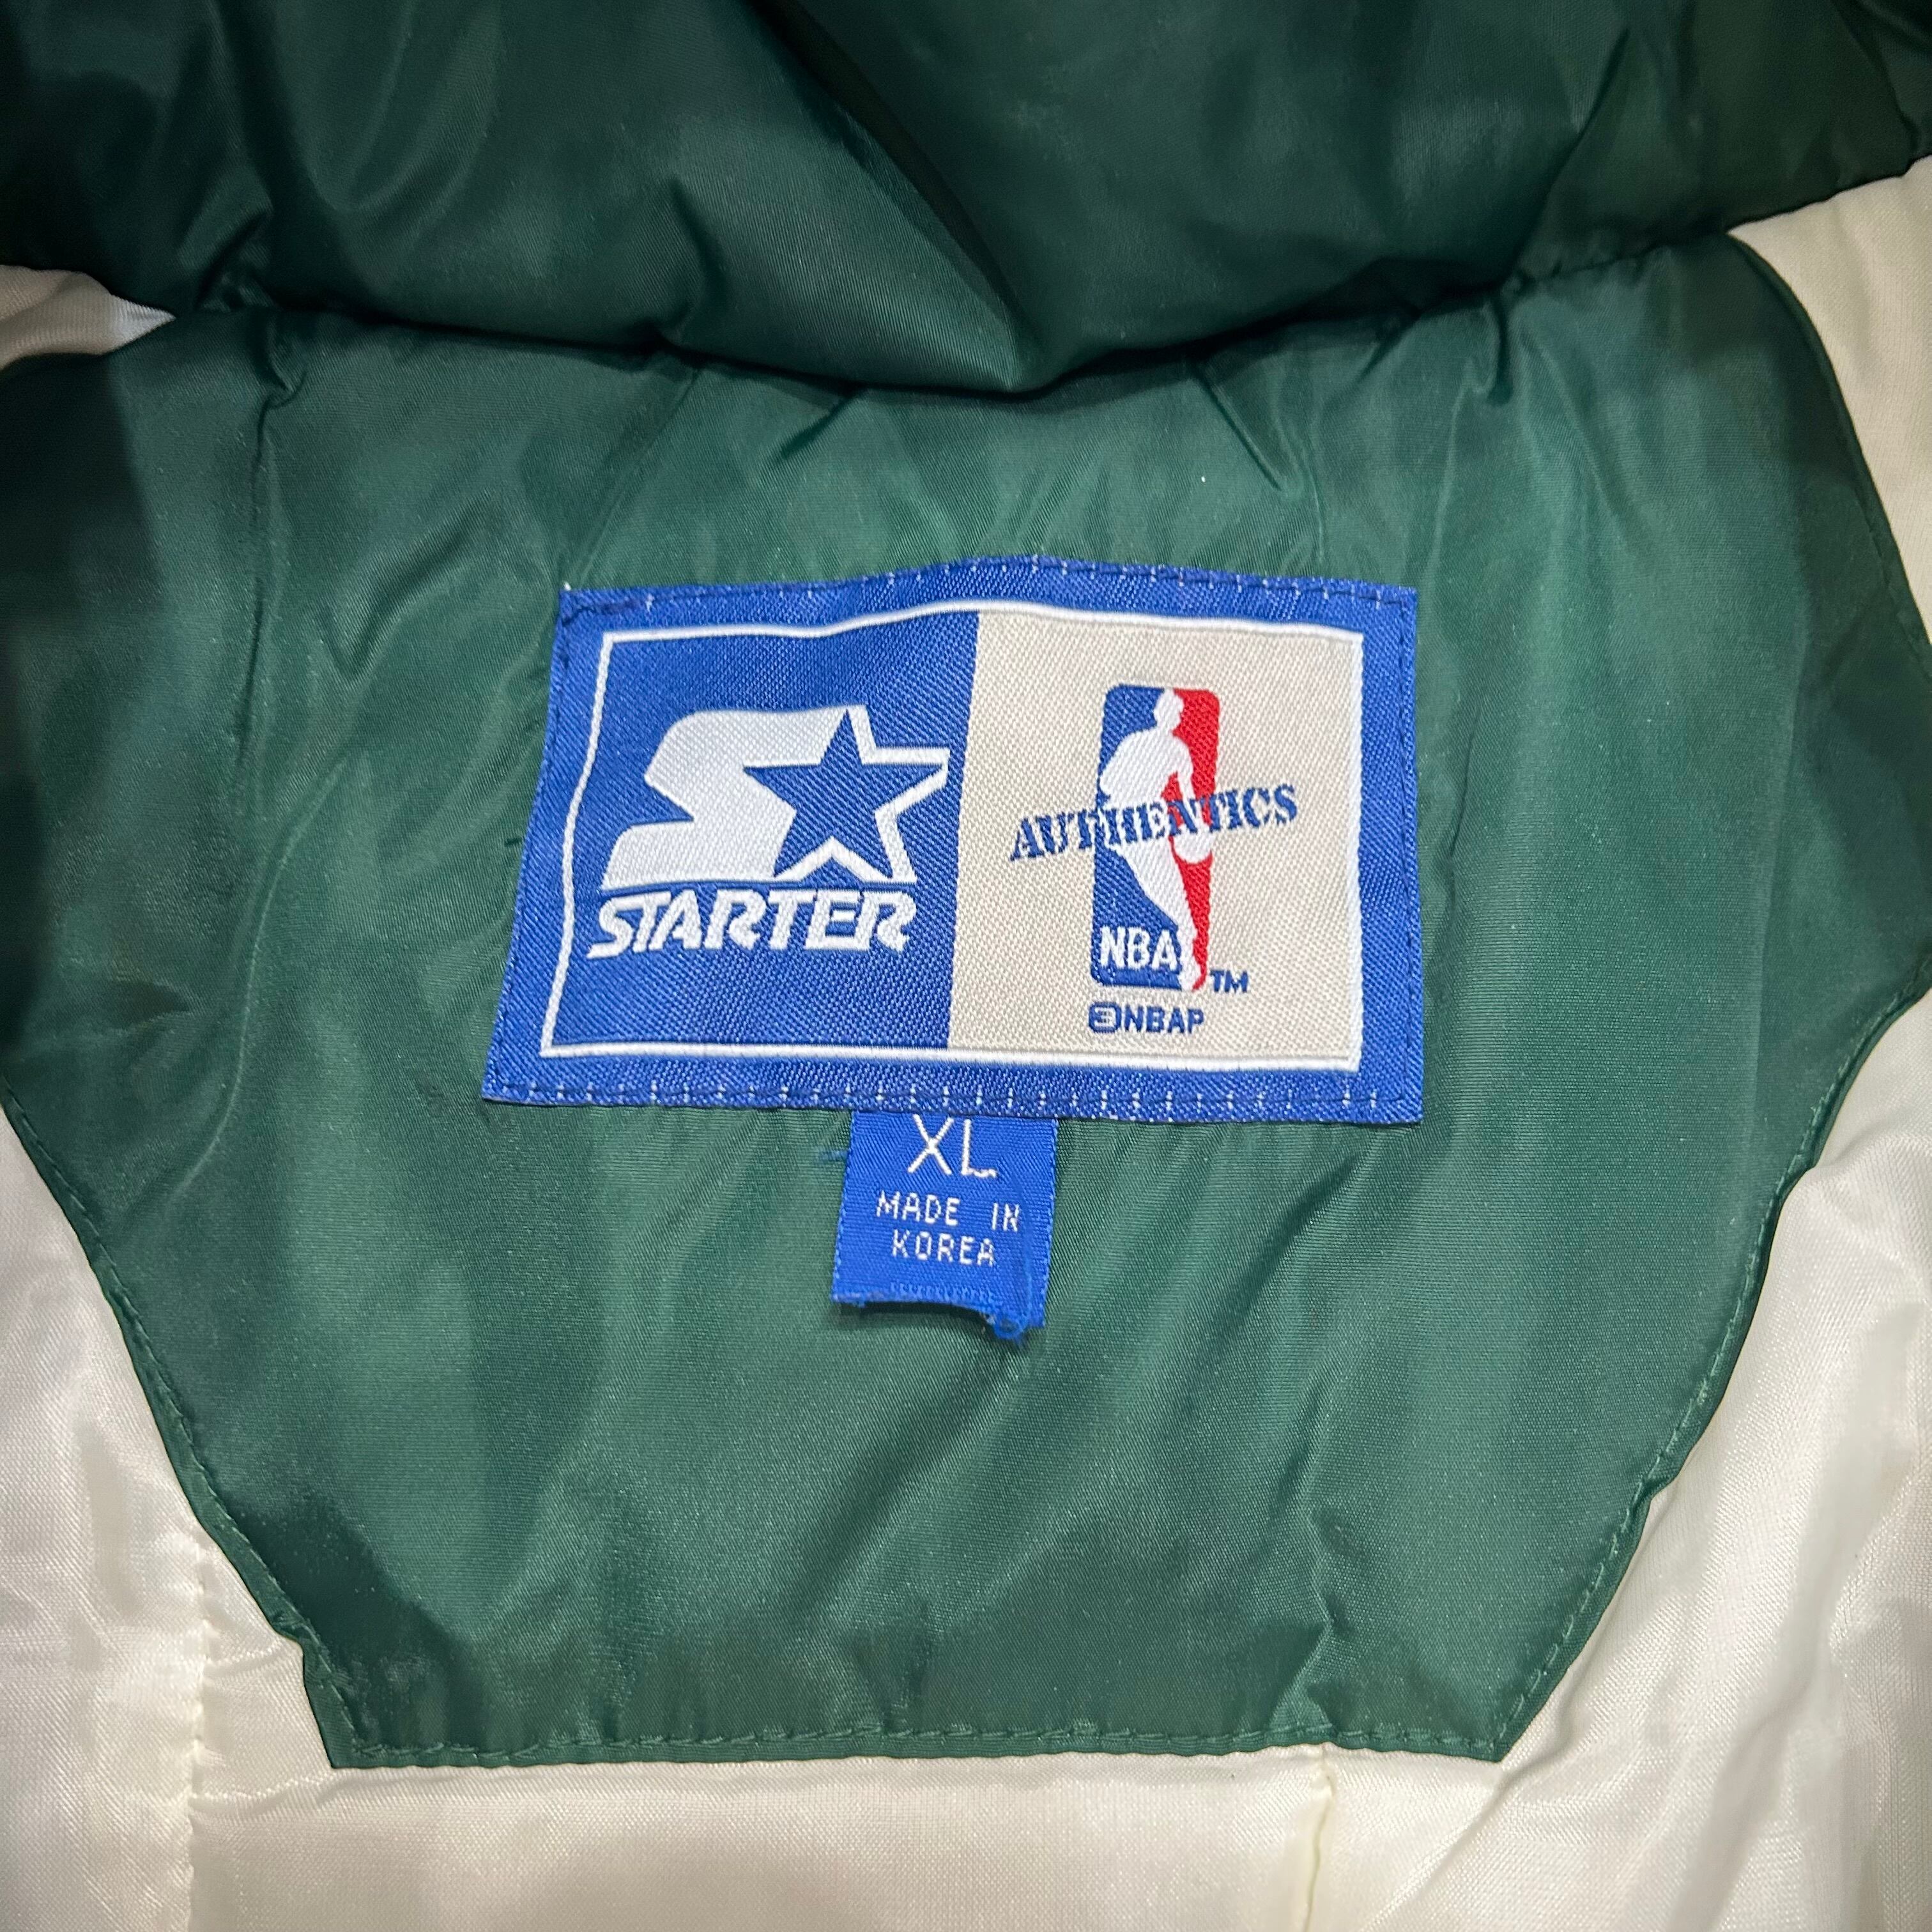 STARTER
AUTHENTICS
NBA
TM
NBAP
XL
MADE IN
KOREA